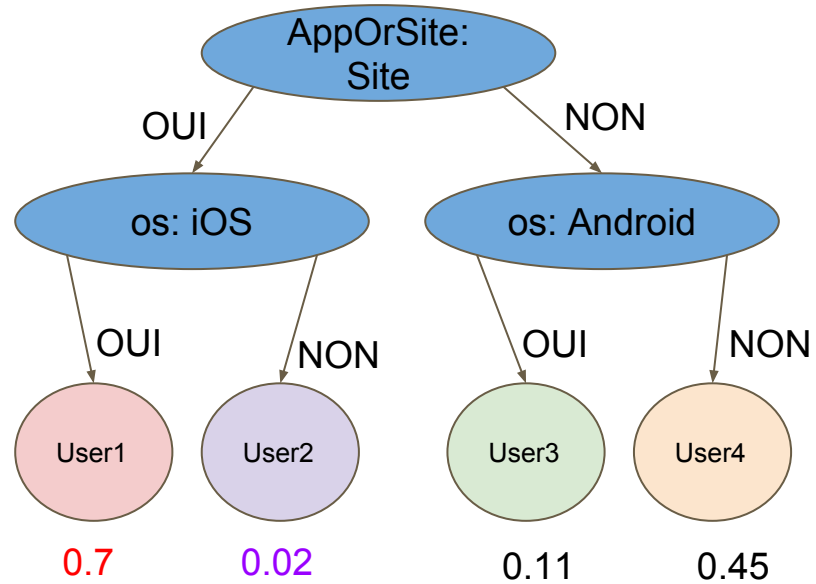 AppOrSite:
Site
OUI
NON
os: iOS
os: Android
OUI
NON
OUI
NON
User1
User2
User3
User4
0.7
0.02
0.11
0.45